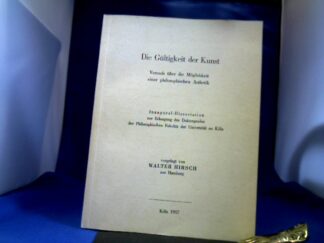 Die Gültigkeit der Kunst
Versuch über die Möglichkeit
einer philosophischen Ästhetik
Inaugural-Dissertation
zur Erlangung des Doktorgrades
der Philosophischen Fakultät der Universität zu Köln
vorgelegt von
WALTER HIRSCH
aus Hamburg
Köln 1957